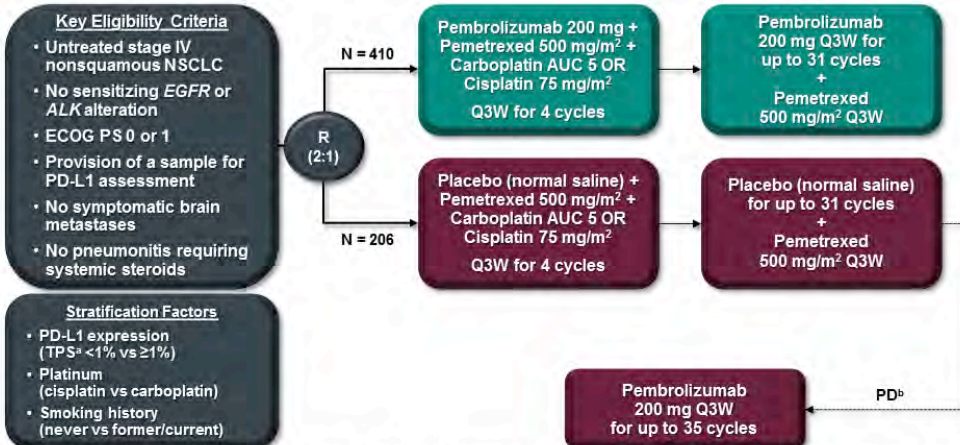 Key Eligibility Criteria
• Untreated stage IV
nonsquamous NSCLC
• No sensitizing EGFR or
ALK alteration
• ECOG PS 0 or 1
• Provision of a sample for
PD-L1 assessment
• No symptomatic brain
metastases
• No pneumonitis requiring
systemic steroids
Stratification Factors
• PD-L1 expression
(TPSᵃ <1% vs ≥1%)
• Platinum
(cisplatin vs carboplatin)
• Smoking history
(never vs former/current)
R
(2:1)
N = 410
Pembrolizumab 200 mg +
Pemetrexed 500 mg/m² +
Carboplatin AUC 5 OR
Cisplatin 75 mg/m²
Q3W for 4 cycles
Pembrolizumab
200 mg Q3W for
up to 31 cycles
+
Pemetrexed
500 mg/m² Q3W
N = 206
Placebo (normal saline) +
Pemetrexed 500 mg/m² +
Carboplatin AUC 5 OR
Cisplatin 75 mg/m²
Q3W for 4 cycles
Placebo (normal saline)
for up to 31 cycles
+
Pemetrexed
500 mg/m² Q3W
PDᵇ
Pembrolizumab
200 mg Q3W
for up to 35 cycles